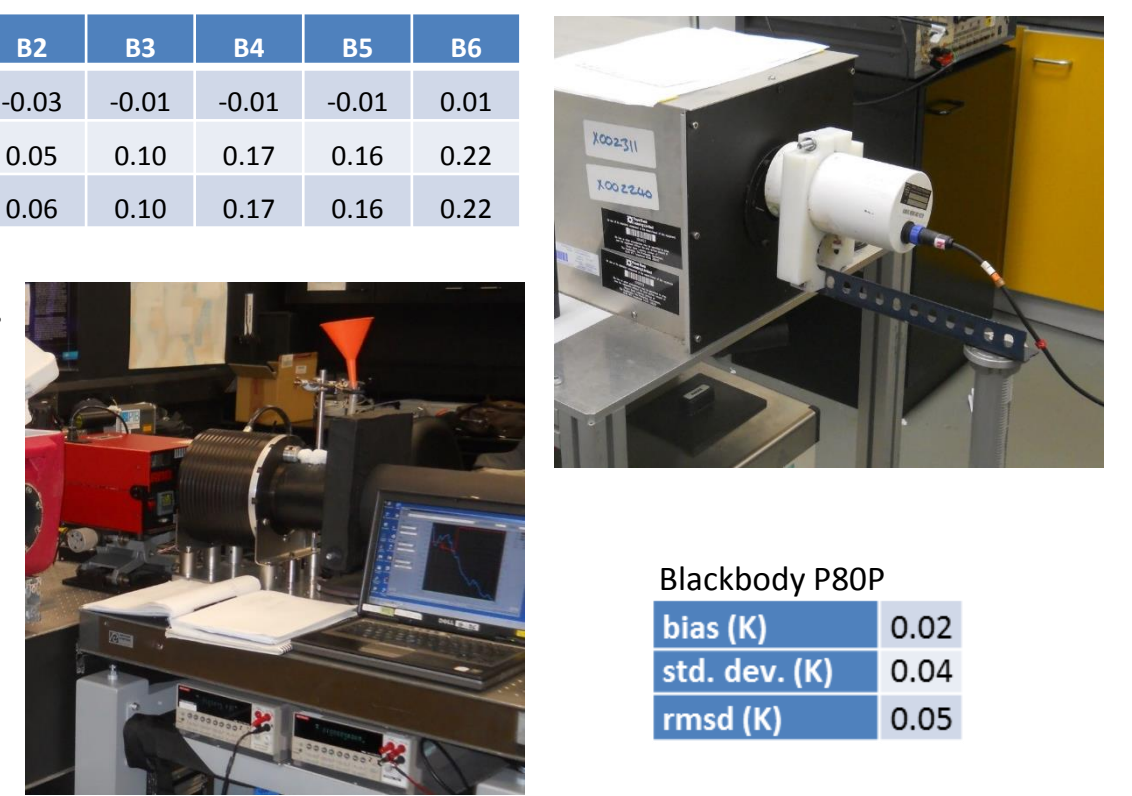 B2 B3 B4 B5 B6
-0.03 -0.01 -0.01 -0.01 0.01
0.05 0.10 0.17 0.16 0.22
0.06 0.10 0.17 0.16 0.22
X002311
X002240
DELL
Blackbody P80P
bias (K) 0.02
std. dev. (K) 0.04
rmsd (K) 0.05